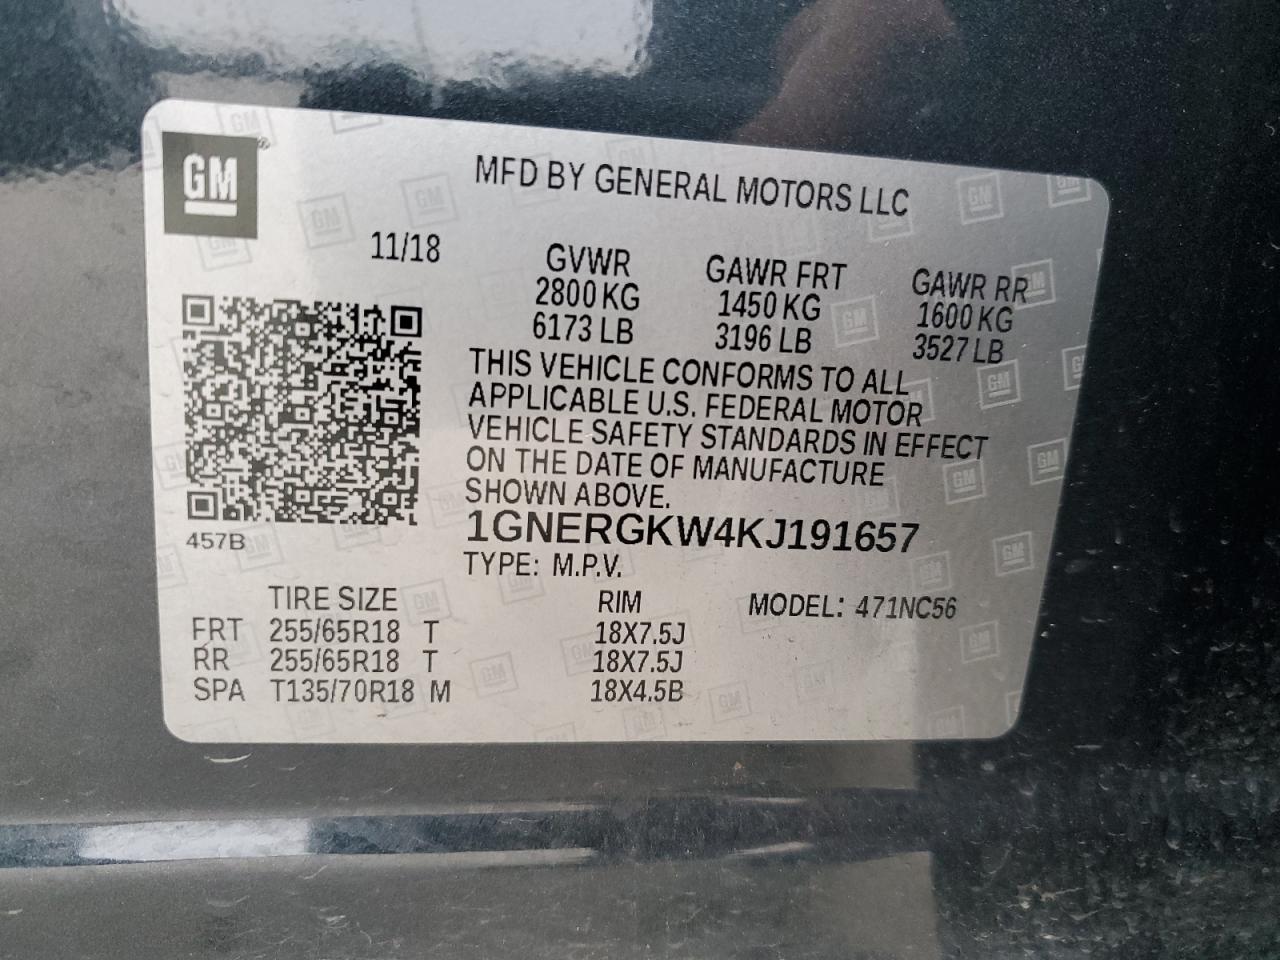 GM®
MFD BY GENERAL MOTORS LLC
11/18
GVWR GAWR FRT GAWR RR
2800 KG 1450 KG 1600 KG
6173 LB 3196 LB 3527 LB
THIS VEHICLE CONFORMS TO ALL
APPLICABLE U.S. FEDERAL MOTOR
VEHICLE SAFETY STANDARDS IN EFFECT
ON THE DATE OF MANUFACTURE
SHOWN ABOVE.
1GNERGKW4KJ191657
457B
TYPE: M.P.V.
TIRE SIZE RIM MODEL: 471NC56
FRT 255/65R18 T 18X7.5J
RR 255/65R18 T 18X7.5J
SPA T135/70R18 M 18X4.5B